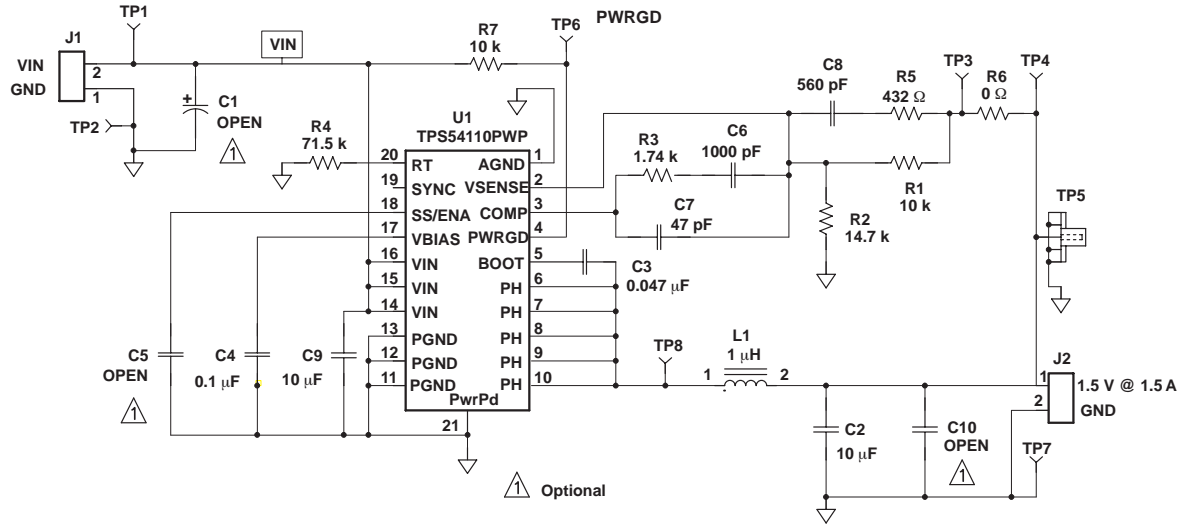 TP1
J1
VIN
2
GND
1
TP2
+
C1
OPEN
1
VIN
R7
10 k
TP6
PWRGD
R4
71.5 k
U1
TPS54110PWP
20
RT
AGND
1
19
SYNC
VSENSE
2
18
SS/ENA
COMP
3
17
VBIAS
PWRGD
4
16
VIN
BOOT
5
15
VIN
PH
6
14
VIN
PH
7
13
PGND
PH
8
12
PGND
PH
9
11
PGND
PH
10
PwrPd
21
C5
OPEN
1
C4
0.1 μF
C9
10 μF
R3
1.74 k
C6
1000 pF
C7
47 pF
C8
560 pF
R5
432 Ω
TP3
R6
0 Ω
TP4
R1
10 k
R2
14.7 k
TP5
C3
0.047 μF
TP8
L1
1 μH
1
2
C2
10 μF
C10
OPEN
1
J2
1
1.5 V @ 1.5 A
2
GND
TP7
1 Optional